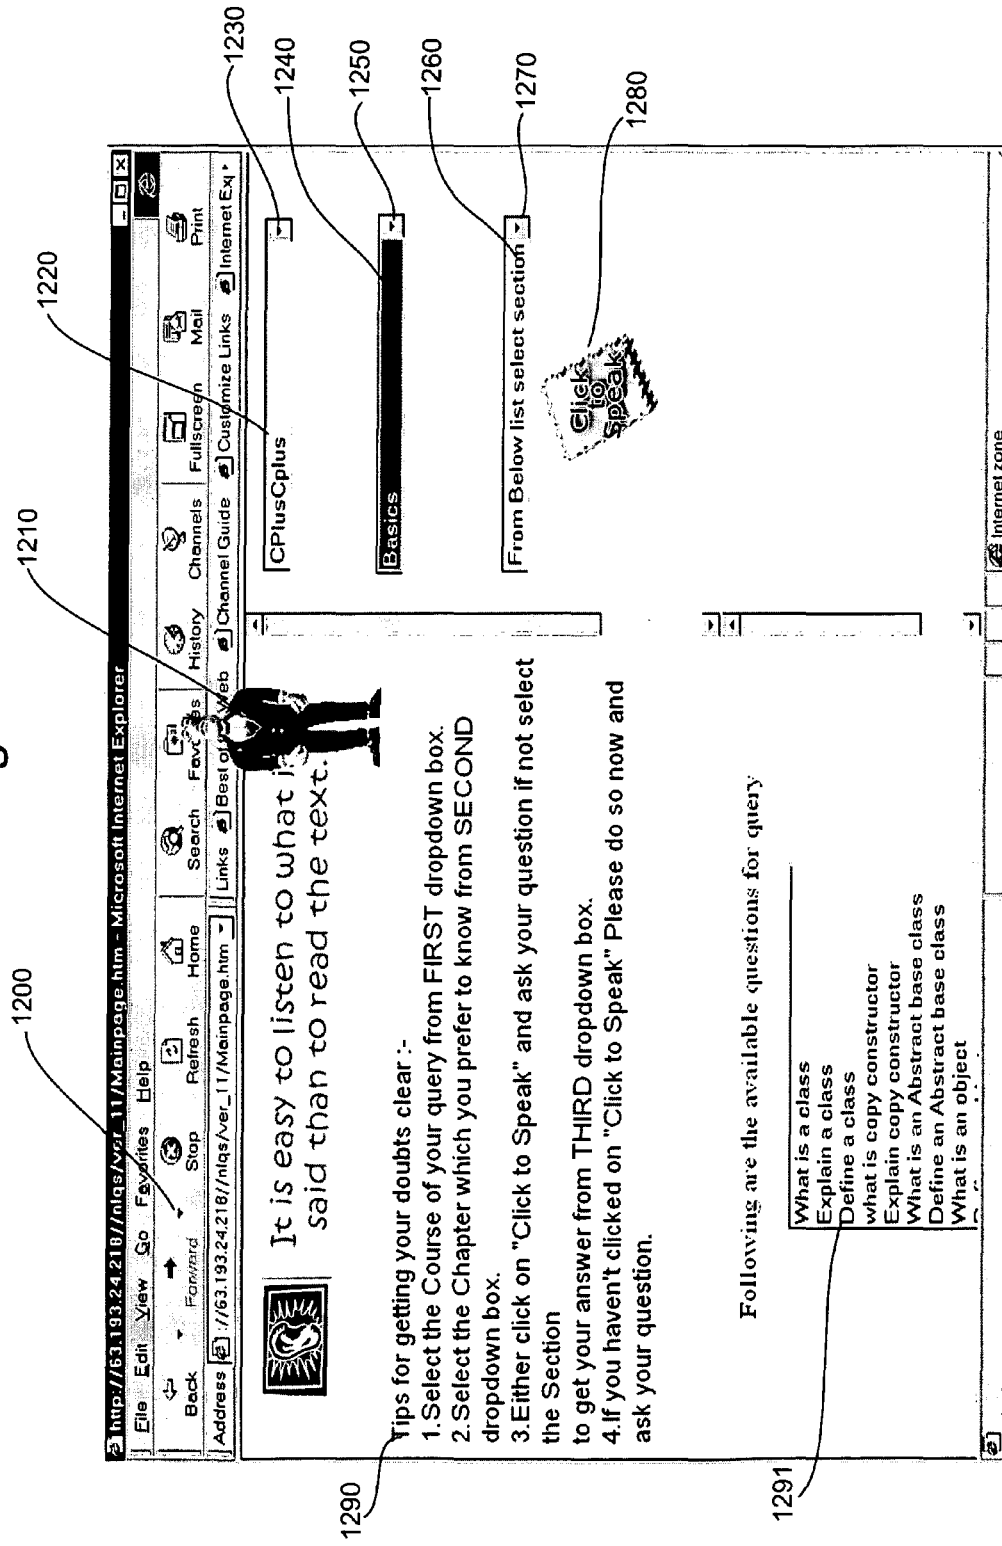 1200
1210
1220
1230
1240
1250
1260
1270
1280
1290
1291
http://63.193.24.218//nlqs/ver_11/Mainpage.htm - Microsoft Internet Explorer
File Edit View Go Favorites Help
Back Forward Stop Refresh Home Search Favorites History Channels Fullscreen Mail Print
Address ://63.193.24.218//nlqs/ver_11/Mainpage.htm Links Best of Web Channel Guide Customize Links Internet Exp
It is easy to listen to what
said than to read the text.
CPlusCplus
Basics
From Below list select section
Click
to
Speak
Tips for getting your doubts clear :-
1.Select the Course of your query from FIRST dropdown box.
2.Select the Chapter which you prefer to know from SECOND
dropdown box.
3.Either click on "Click to Speak" and ask your question if not select
the Section
to get your answer from THIRD dropdown box.
4.If you haven't clicked on "Click to Speak" Please do so now and
ask your question.
Following are the available questions for query
What is a class
Explain a class
Define a class
what is copy constructor
Explain copy constructor
What is an Abstract base class
Define an Abstract base class
What is an object
Internet zone